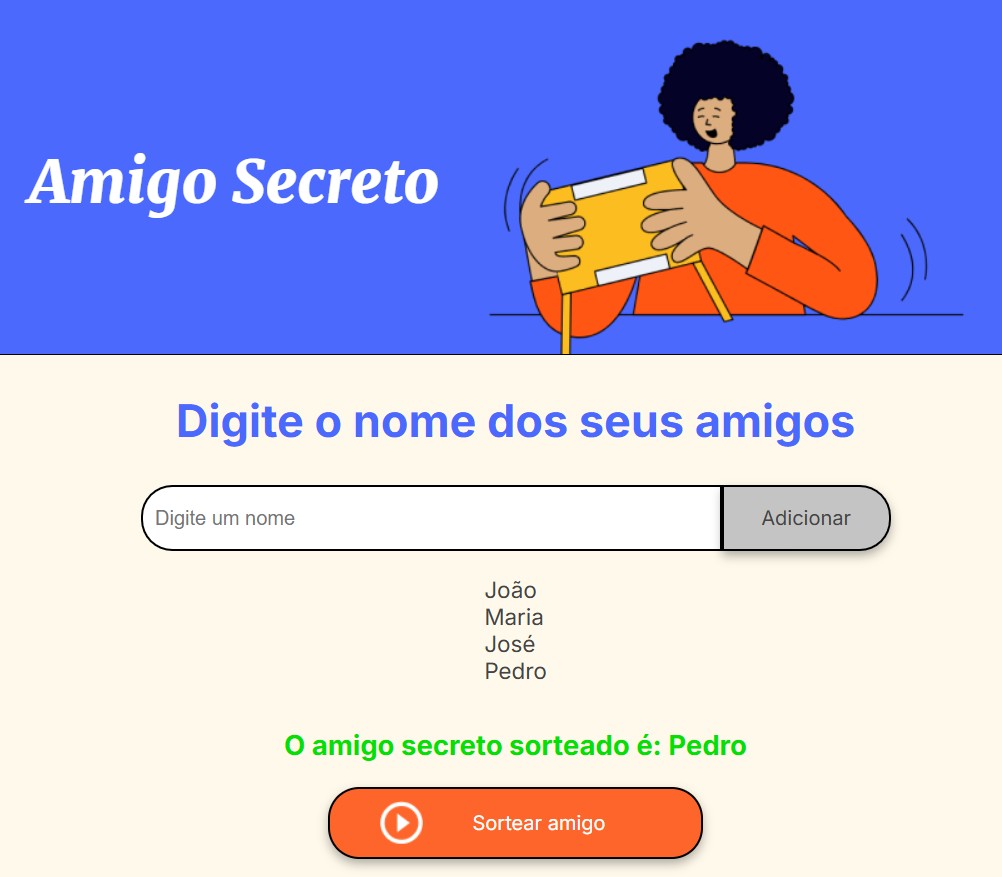 Amigo Secreto
Digite o nome dos seus amigos
Digite um nome
Adicionar
João
Maria
José
Pedro
O amigo secreto sorteado é: Pedro
Sortear amigo